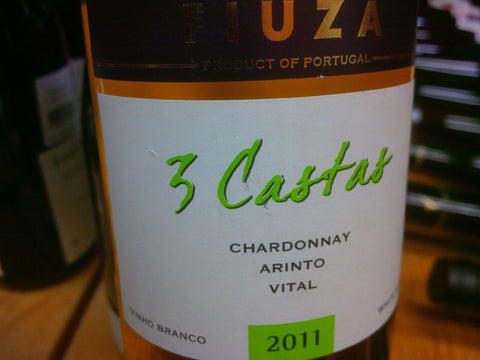 FIUZA
PRODUCT OF PORTUGAL
3 Castas
CHARDONNAY
ARINTO
VITAL
VINHO BRANCO
2011